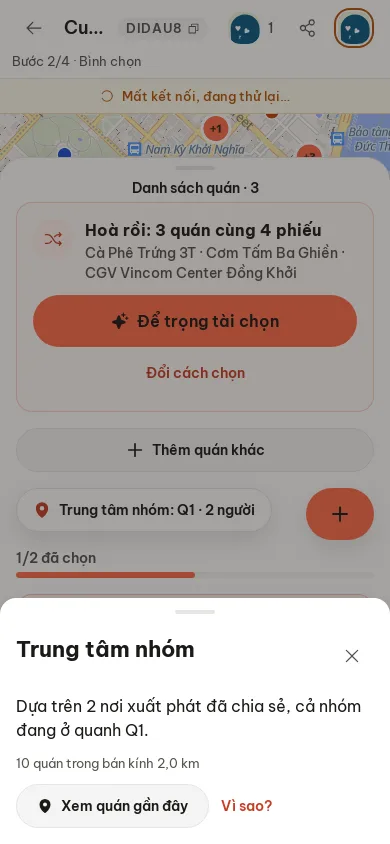 Cu...
DIDAU8
1
Bước 2/4 · Bình chọn
Mất kết nối, đang thử lại...
+1
Nam Kỳ Khởi Nghĩa
Bảo tàng
Đức Th
Danh sách quán · 3
Hoà rồi: 3 quán cùng 4 phiếu
Cà Phê Trứng 3T · Cơm Tấm Ba Ghiền ·
CGV Vincom Center Đồng Khởi
Để trọng tài chọn
Đổi cách chọn
Thêm quán khác
Trung tâm nhóm: Q1 · 2 người
1/2 đã chọn
Trung tâm nhóm
Dựa trên 2 nơi xuất phát đã chia sẻ, cả nhóm
đang ở quanh Q1.
10 quán trong bán kính 2,0 km
Xem quán gần đây
Vì sao?